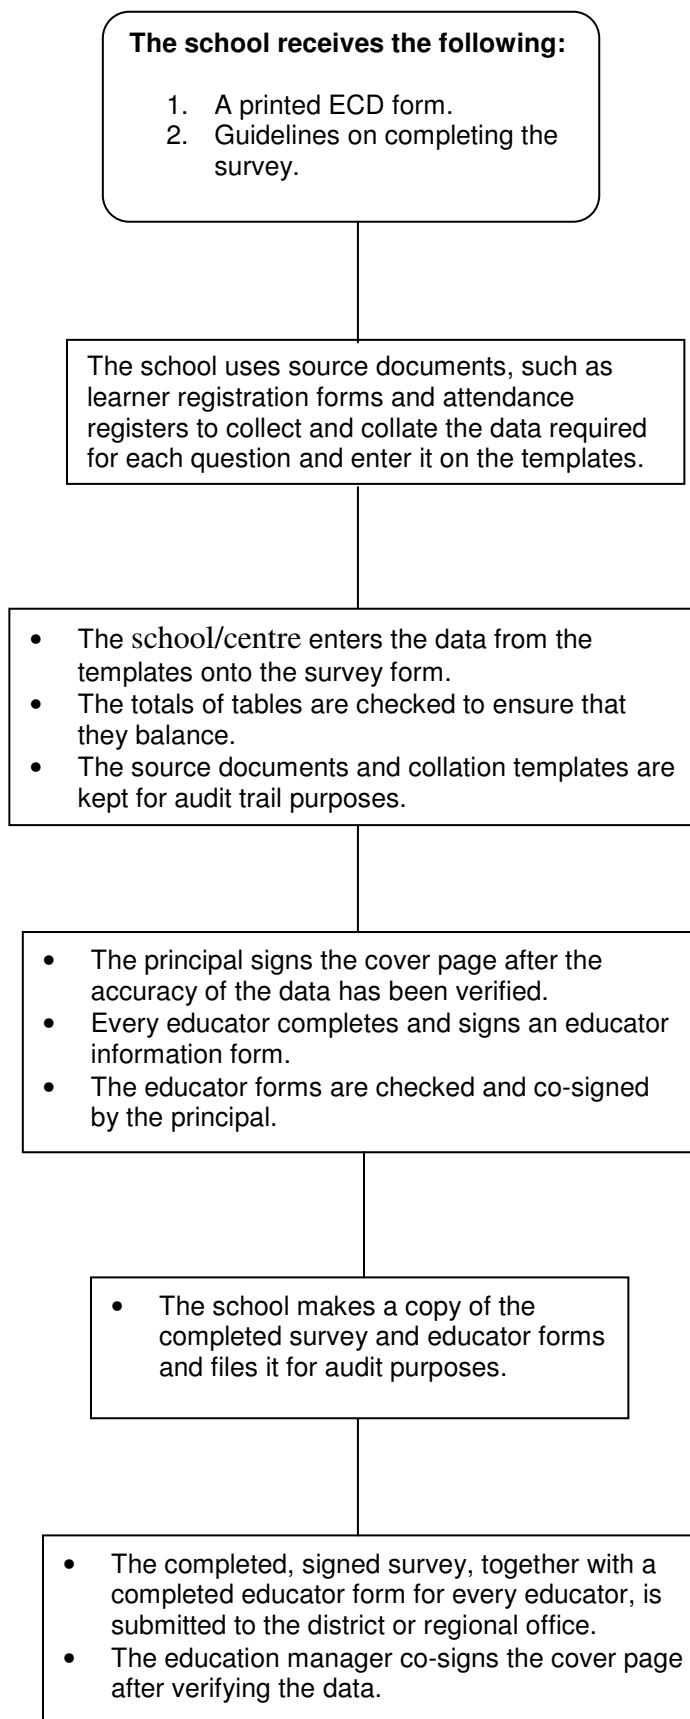 The school receives the following:
1. A printed ECD form.
2. Guidelines on completing the
survey.
The school uses source documents, such as
learner registration forms and attendance
registers to collect and collate the data required
for each question and enter it on the templates.
• The school/centre enters the data from the
templates onto the survey form.
• The totals of tables are checked to ensure that
they balance.
• The source documents and collation templates are
kept for audit trail purposes.
• The principal signs the cover page after the
accuracy of the data has been verified.
• Every educator completes and signs an educator
information form.
• The educator forms are checked and co-signed
by the principal.
• The school makes a copy of the
completed survey and educator forms
and files it for audit purposes.
• The completed, signed survey, together with a
completed educator form for every educator, is
submitted to the district or regional office.
• The education manager co-signs the cover page
after verifying the data.